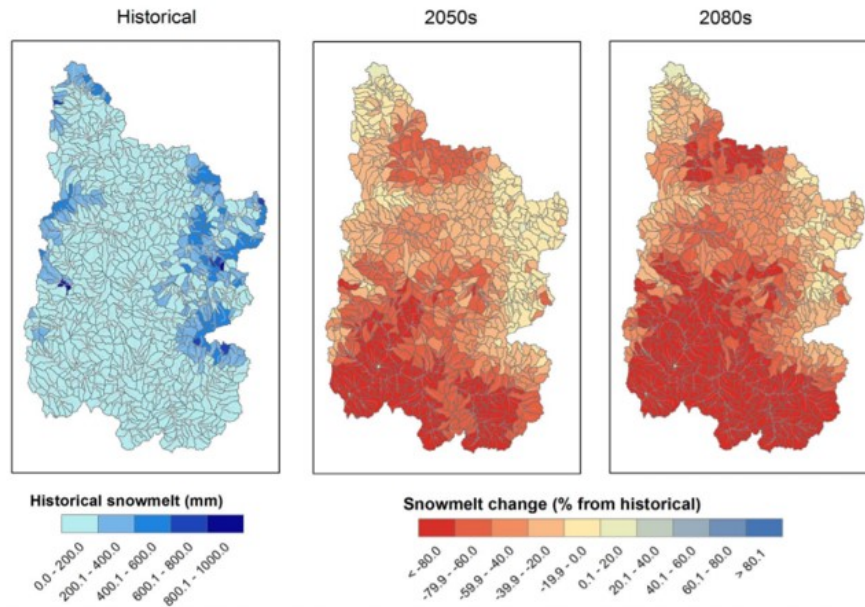 Historical
2050s
2080s
Historical snowmelt (mm)
0.0 - 200.0
200.1 - 400.0
400.1 - 600.0
600.1 - 800.0
800.1 - 1000.0
Snowmelt change (% from historical)
< -80.0
-79.9 - -60.0
-59.9 - -40.0
-39.9 - -20.0
-19.9 - 0.0
0.1 - 20.0
20.1 - 40.0
40.1 - 60.0
60.1 - 80.0
> 80.1